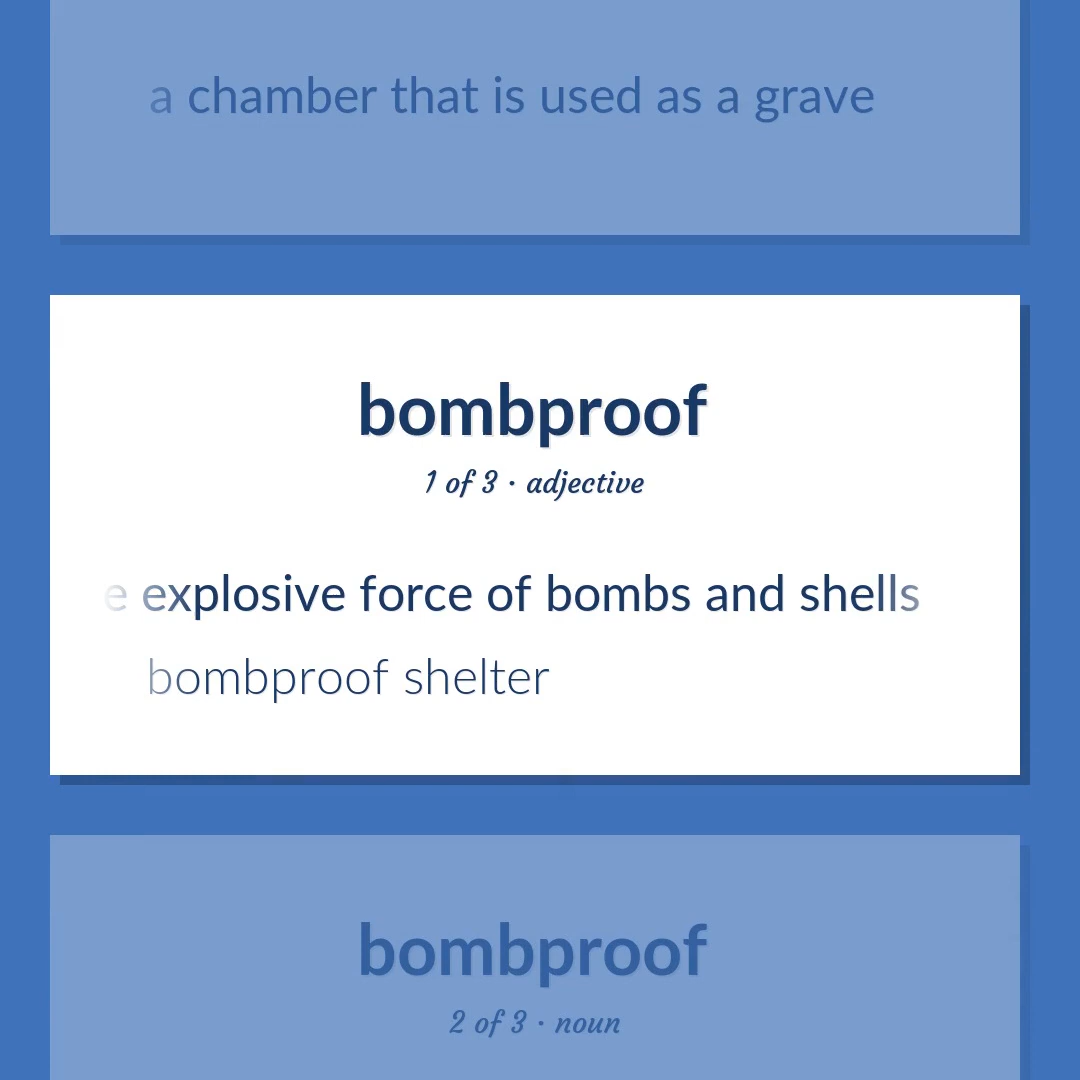 a chamber that is used as a grave
bombproof
1 of 3 · adjective
e explosive force of bombs and shells
bombproof shelter
bombproof
2 of 3 · noun